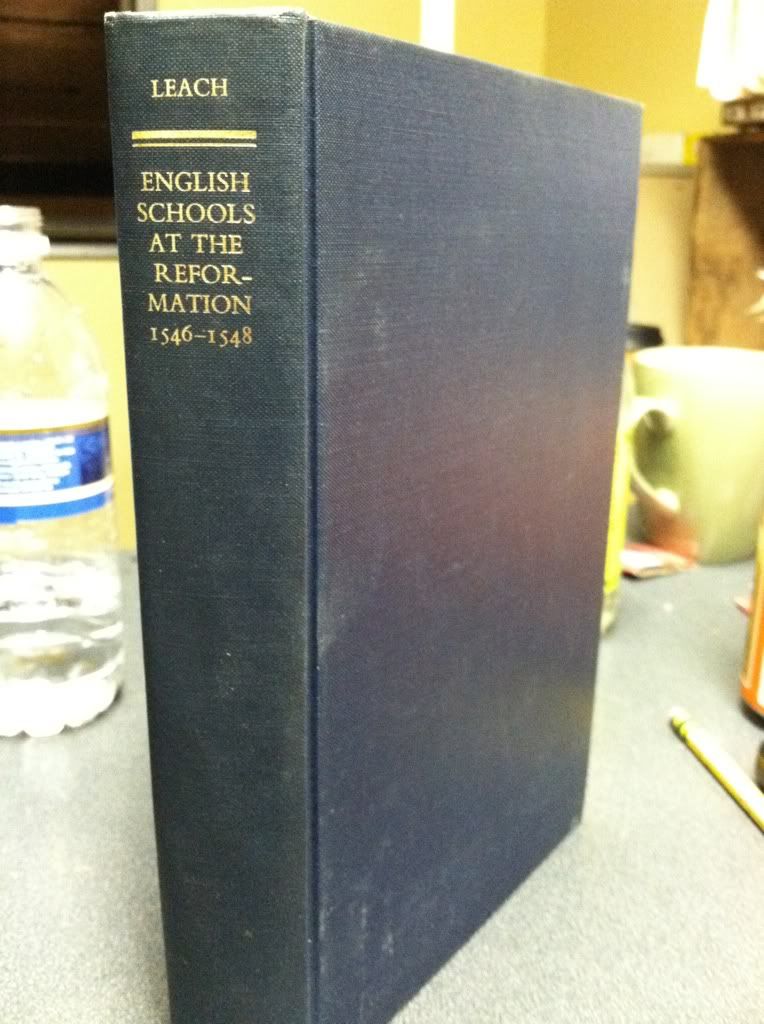 LEACH
ENGLISH
SCHOOLS
AT THE
REFOR-
MATION
1546–1548